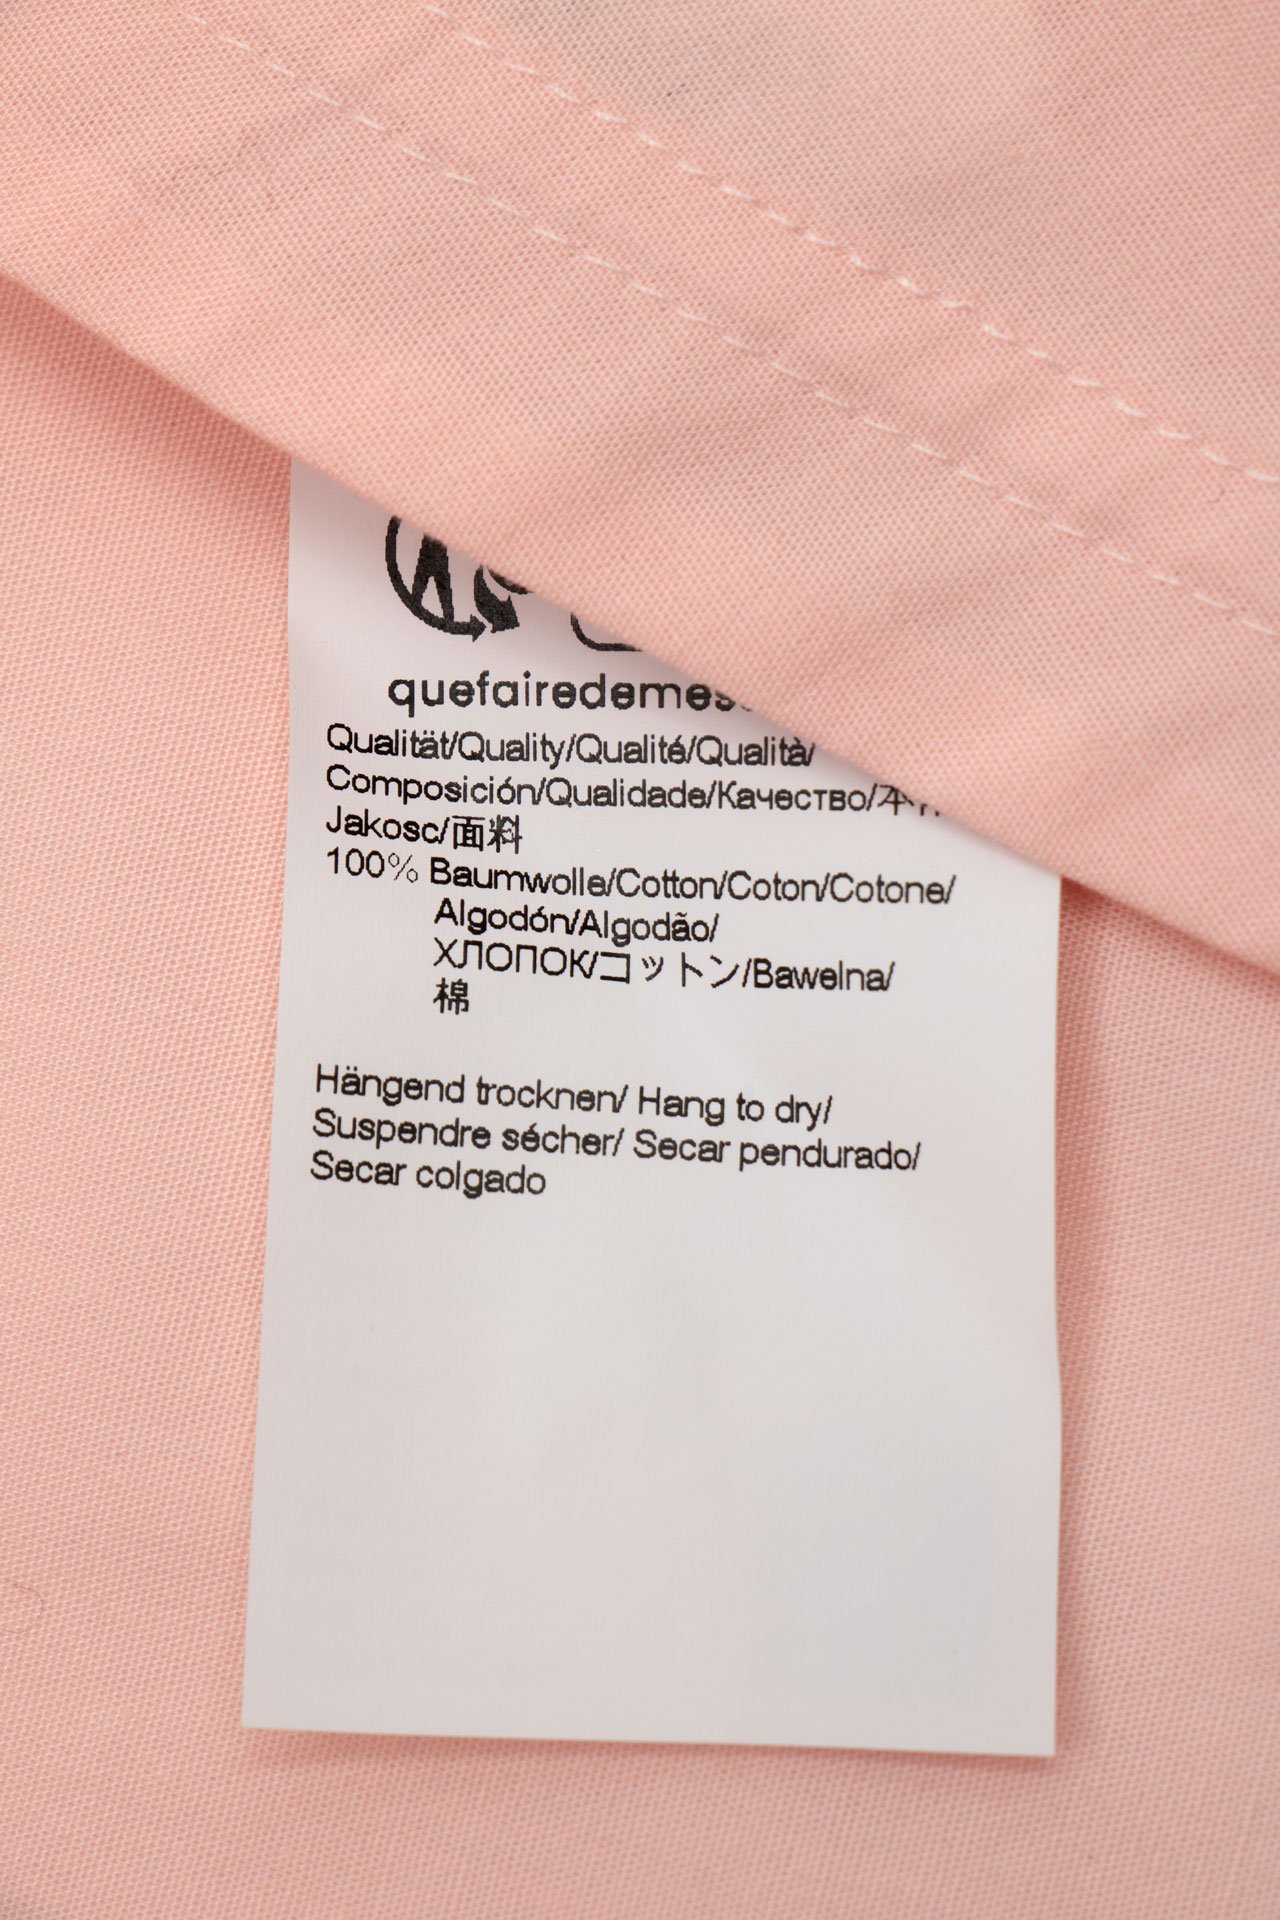 quefairedemes
Qualität/Quality/Qualité/Qualità/
Composición/Qualidade/Качество/本
Jakosc/面料
100% Baumwolle/Cotton/Coton/Cotone/
Algodón/Algodão/
ХЛОПОК/コットン/Bawelna/
棉
Hängend trocknen/ Hang to dry/
Suspendre sécher/ Secar pendurado/
Secar colgado